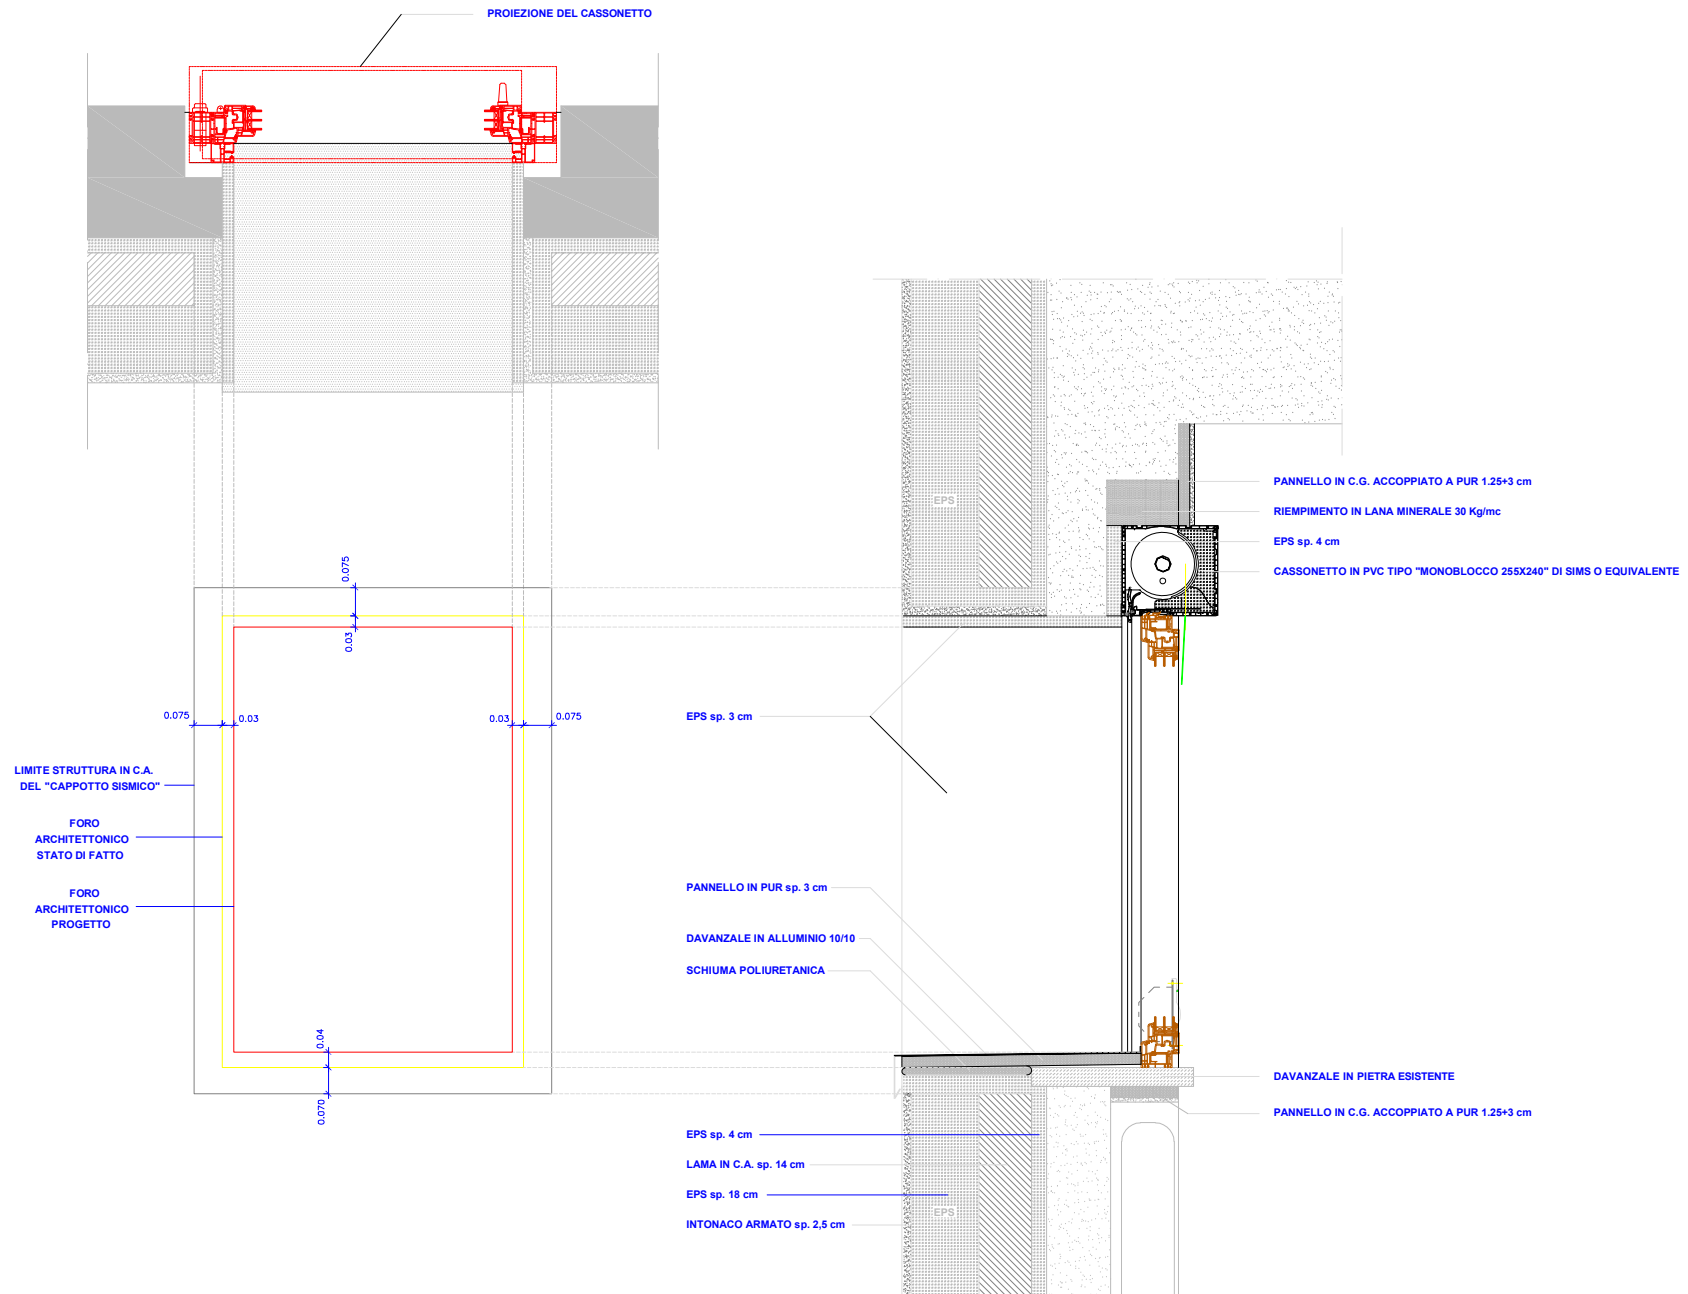 PROIEZIONE DEL CASSONETTO
EPS
PANNELLO IN C.G. ACCOPPIATO A PUR 1.25+3 cm
RIEMPIMENTO IN LANA MINERALE 30 Kg/mc
EPS sp. 4 cm
CASSONETTO IN PVC TIPO "MONOBLOCCO 255X240" DI SIMS O EQUIVALENTE
0.075
0.03
0.075
0.03
0.03
0.075
EPS sp. 3 cm
LIMITE STRUTTURA IN C.A.
DEL "CAPPOTTO SISMICO"
FORO
ARCHITETTONICO
STATO DI FATTO
FORO
ARCHITETTONICO
PROGETTO
PANNELLO IN PUR sp. 3 cm
DAVANZALE IN ALLUMINIO 10/10
SCHIUMA POLIURETANICA
0.04
0.070
DAVANZALE IN PIETRA ESISTENTE
PANNELLO IN C.G. ACCOPPIATO A PUR 1.25+3 cm
EPS sp. 4 cm
LAMA IN C.A. sp. 14 cm
EPS sp. 18 cm
EPS
INTONACO ARMATO sp. 2,5 cm